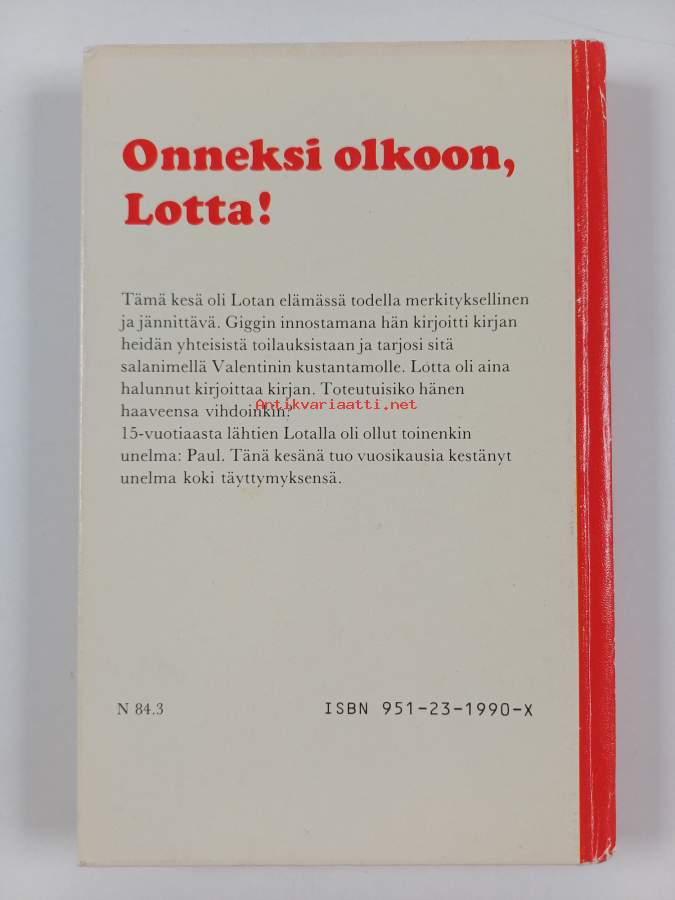 Onneksi olkoon,
Lotta!
Tämä kesä oli Lotan elämässä todella merkityksellinen
ja jännittävä. Giggin innostamana hän kirjoitti kirjan
heidän yhteisistä toilauksistaan ja tarjosi sitä
salanimellä Valentinin kustantamolle. Lotta oli aina
halunnut kirjoittaa kirjan. Toteutuisiko hänen
Antikvariaatti.net
haaveensa vihdoinkin?
15-vuotiaasta lähtien Lotalla oli ollut toinenkin
unelma: Paul. Tänä kesänä tuo vuosikausia kestänyt
unelma koki täyttymyksensä.
N 84.3
ISBN 951-23-1990-X